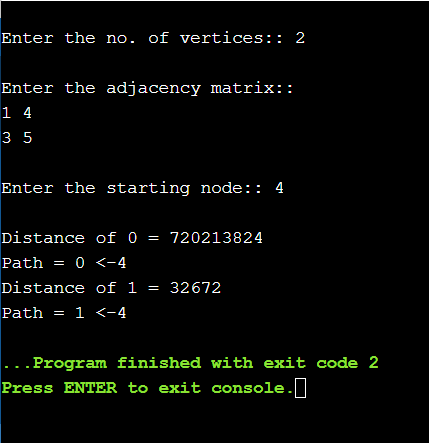 Enter the no. of vertices:: 2
Enter the adjacency matrix::
1 4
3 5
Enter the starting node:: 4
Distance of 0 = 720213824
Path = 0 <-4
Distance of 1 = 32672
Path = 1 <-4
...Program finished with exit code 2
Press ENTER to exit console.